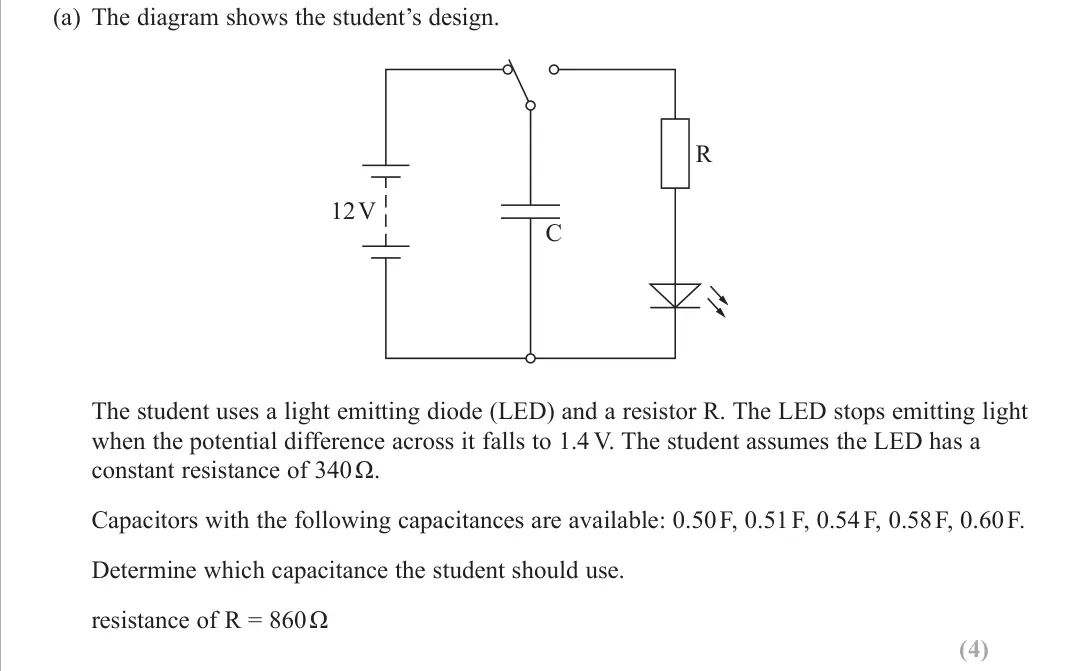 (a) The diagram shows the student’s design.
R
12 V
C
The student uses a light emitting diode (LED) and a resistor R. The LED stops emitting light
when the potential difference across it falls to 1.4 V. The student assumes the LED has a
constant resistance of 340 Ω.
Capacitors with the following capacitances are available: 0.50 F, 0.51 F, 0.54 F, 0.58 F, 0.60 F.
Determine which capacitance the student should use.
resistance of R = 860 Ω
(4)